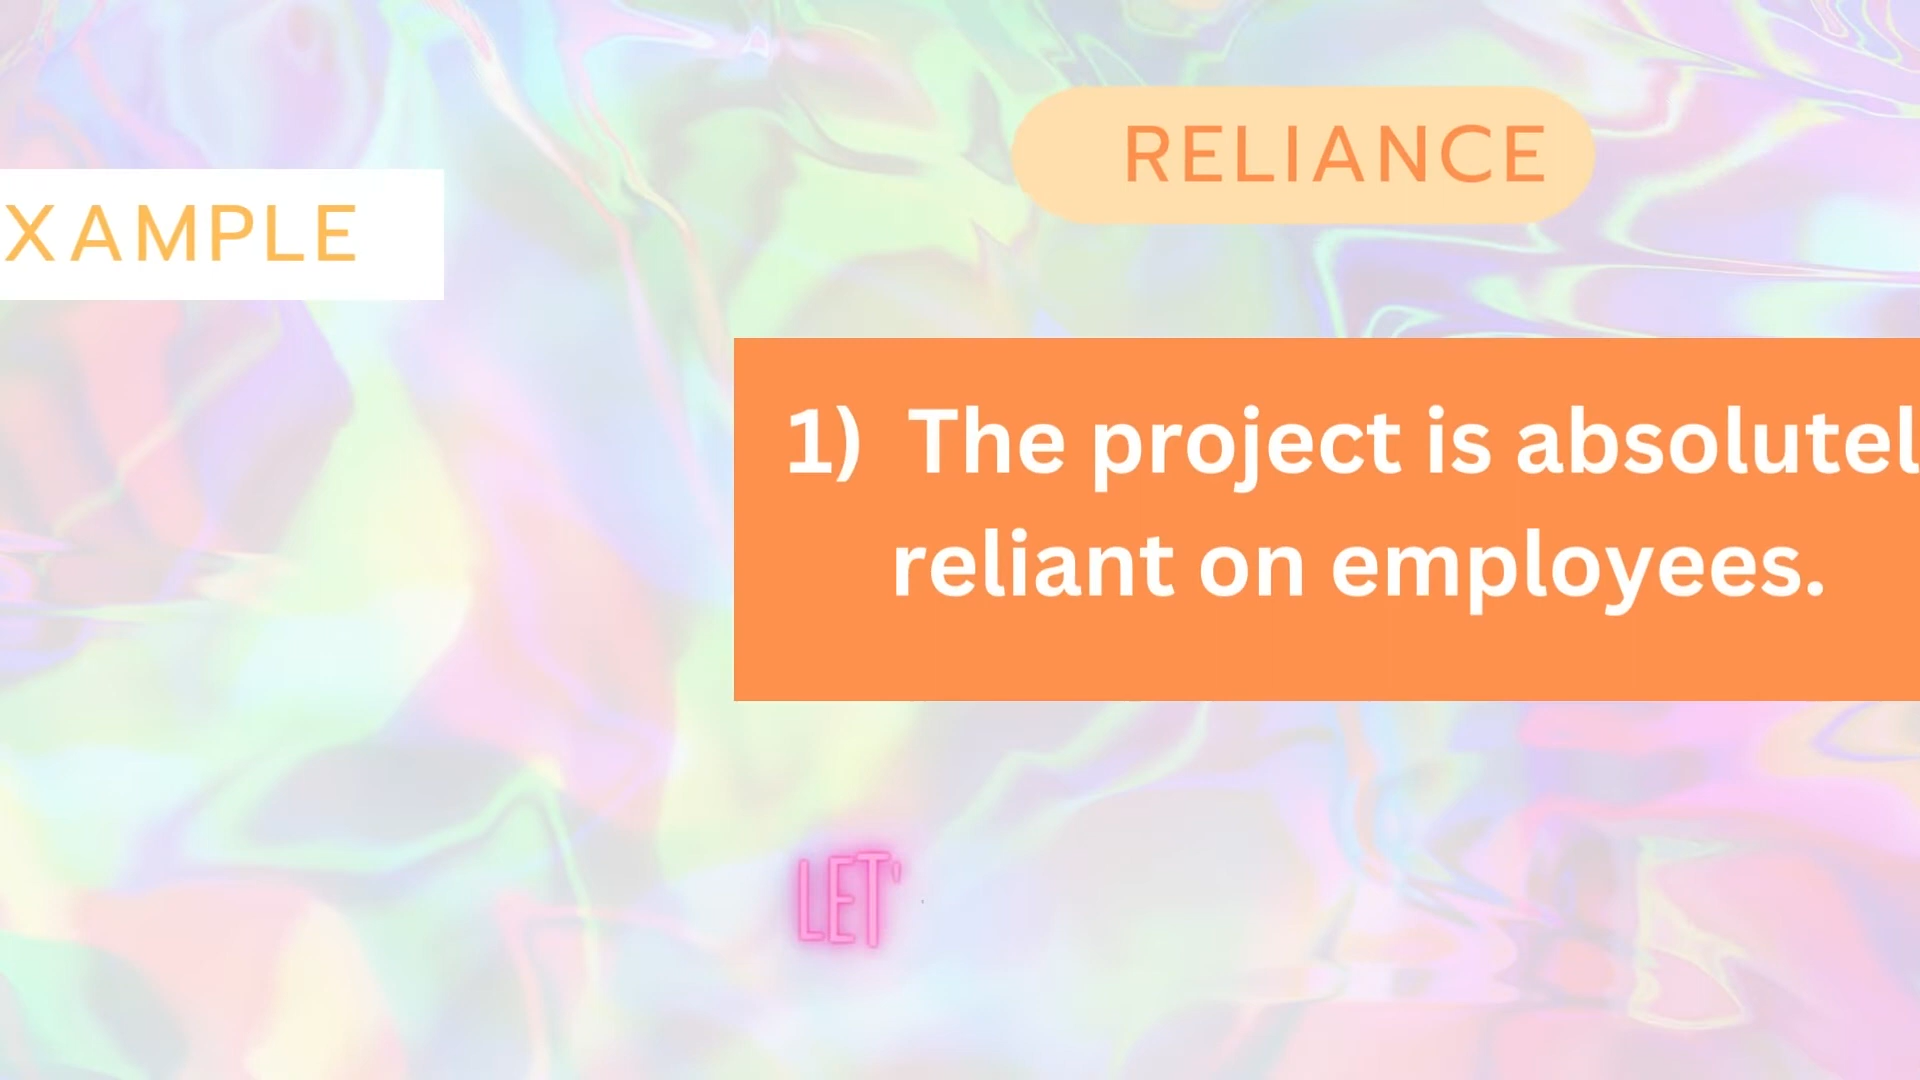 RELIANCE
XAMPLE
1) The project is absolutel
reliant on employees.
LET'